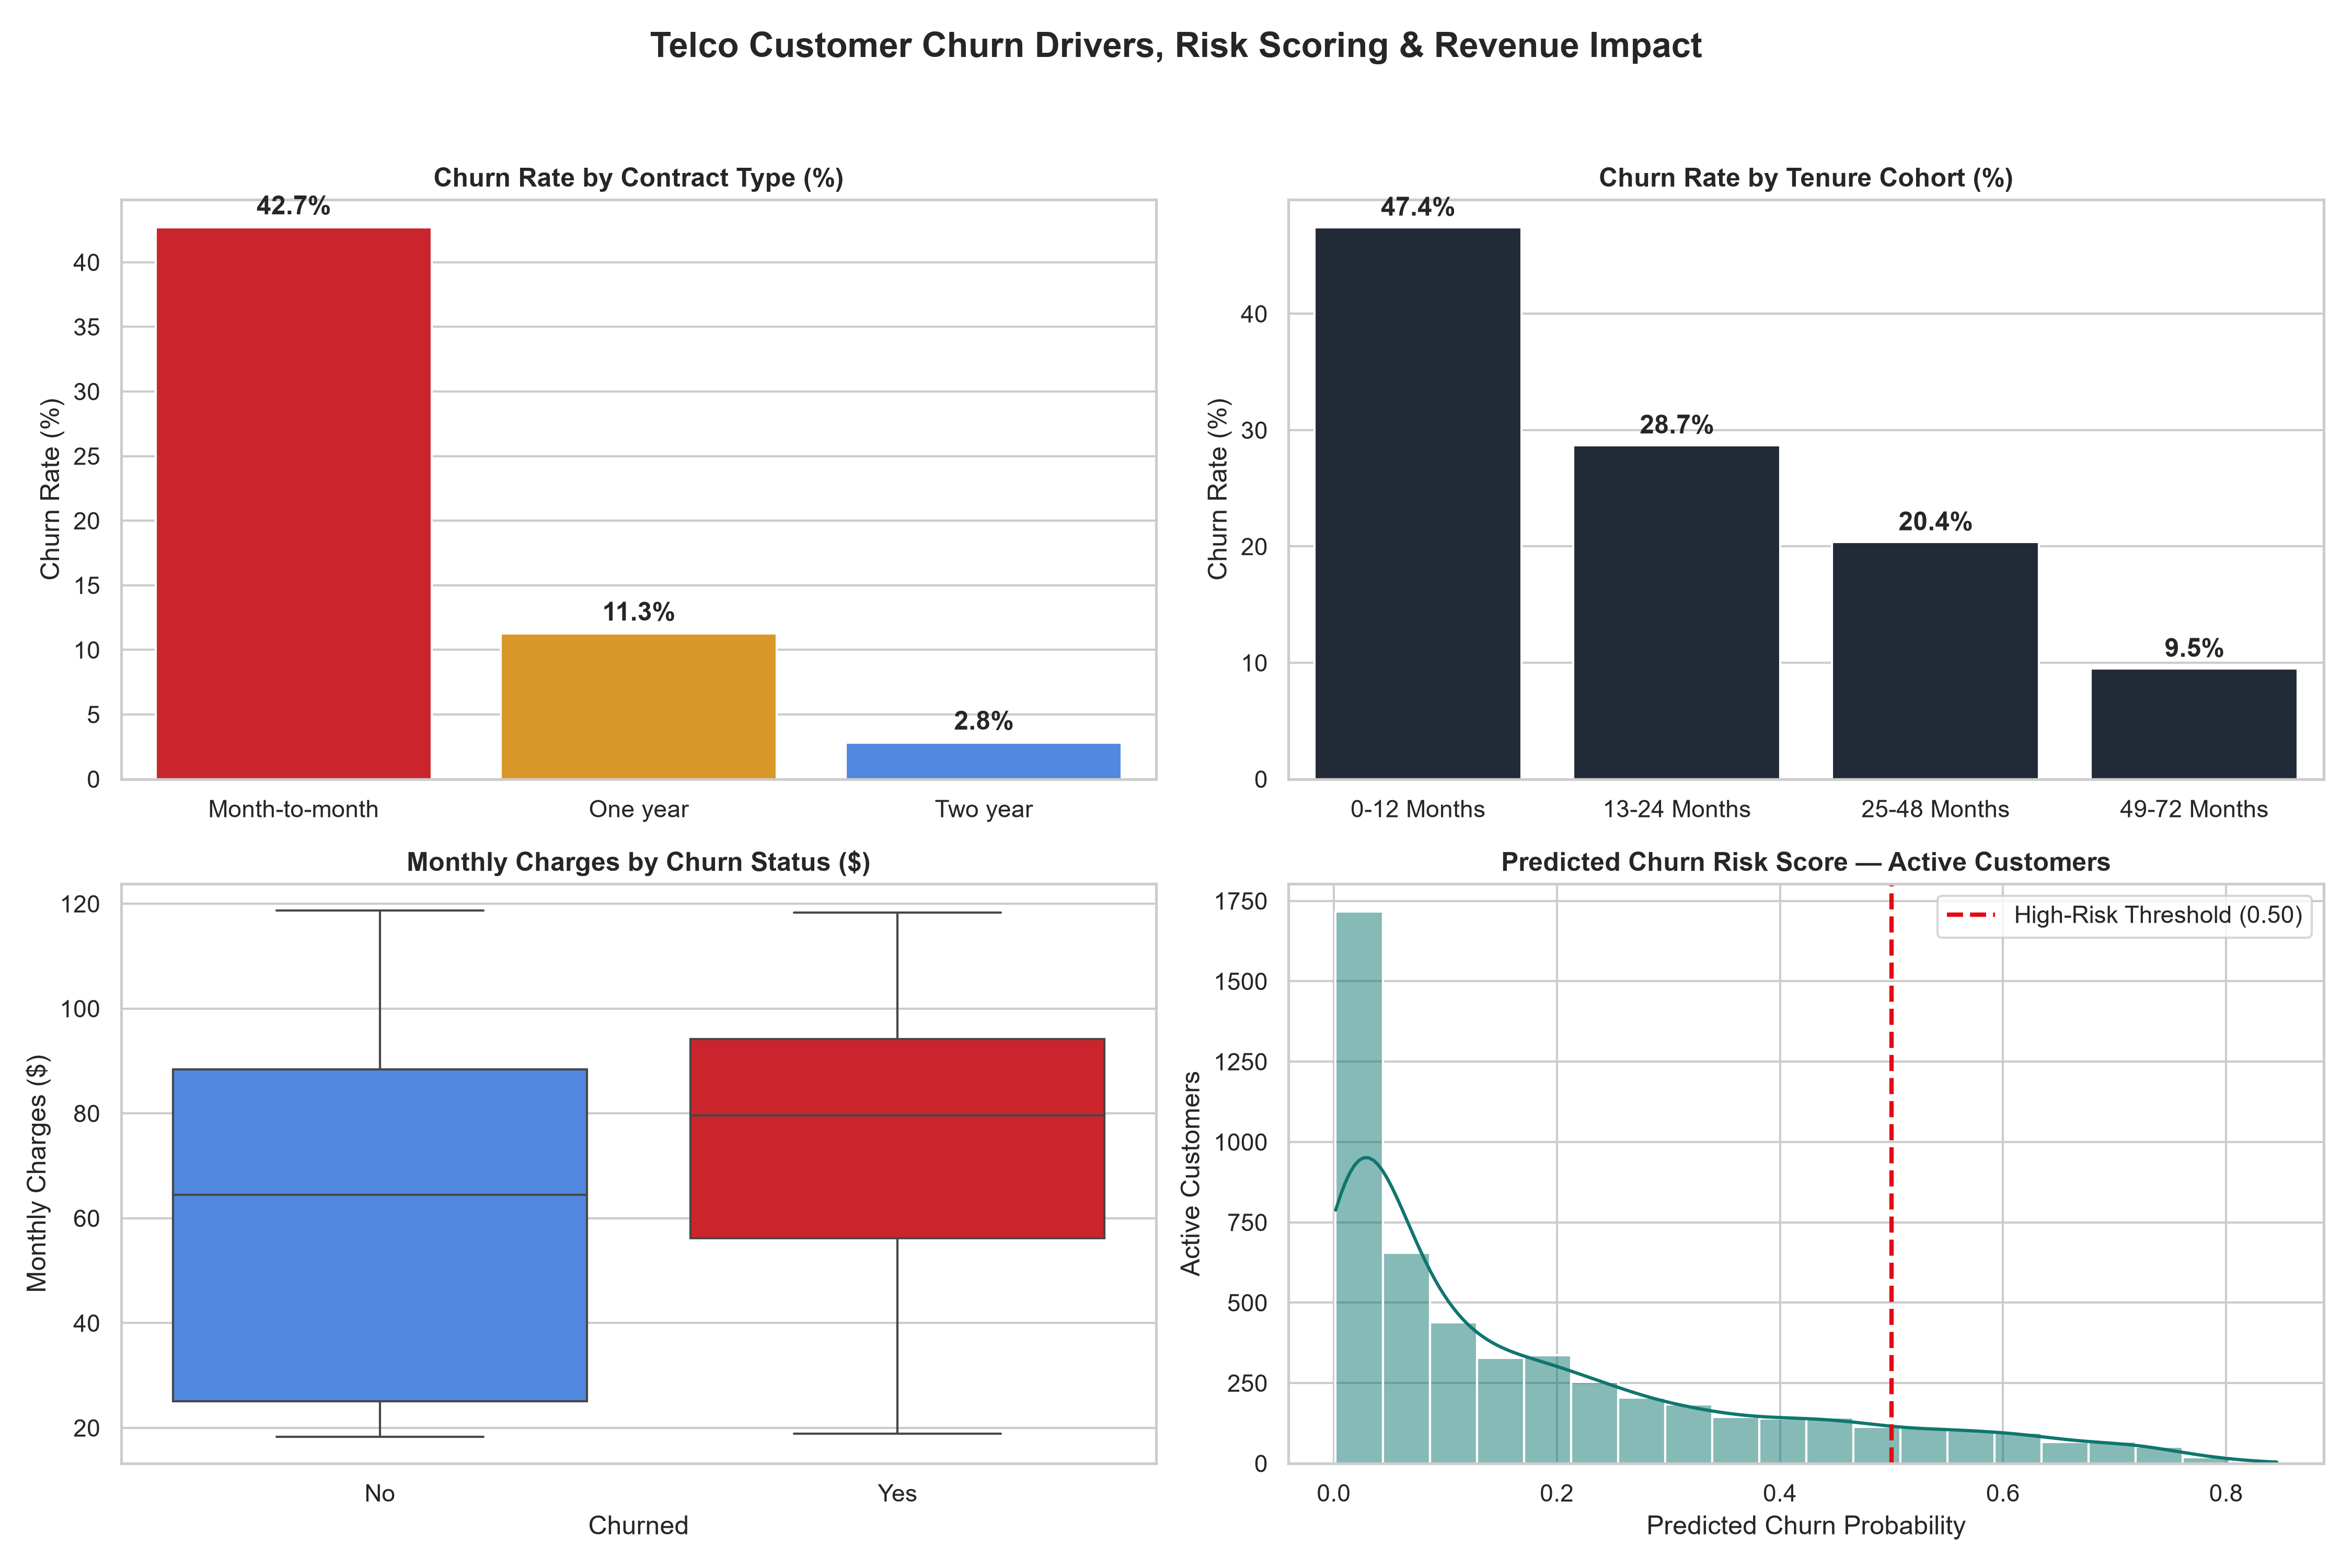 Telco Customer Churn Drivers, Risk Scoring & Revenue Impact
Churn Rate by Contract Type (%)
Churn Rate (%)
40
35
30
25
20
15
10
5
0
42.7%
11.3%
2.8%
Month-to-month
One year
Two year
Churn Rate by Tenure Cohort (%)
Churn Rate (%)
40
30
20
10
0
47.4%
28.7%
20.4%
9.5%
0-12 Months
13-24 Months
25-48 Months
49-72 Months
Monthly Charges by Churn Status ($)
Monthly Charges ($)
120
100
80
60
40
20
No
Yes
Churned
Predicted Churn Risk Score — Active Customers
Active Customers
1750
1500
1250
1000
750
500
250
0
High-Risk Threshold (0.50)
0.0
0.2
0.4
0.6
0.8
Predicted Churn Probability